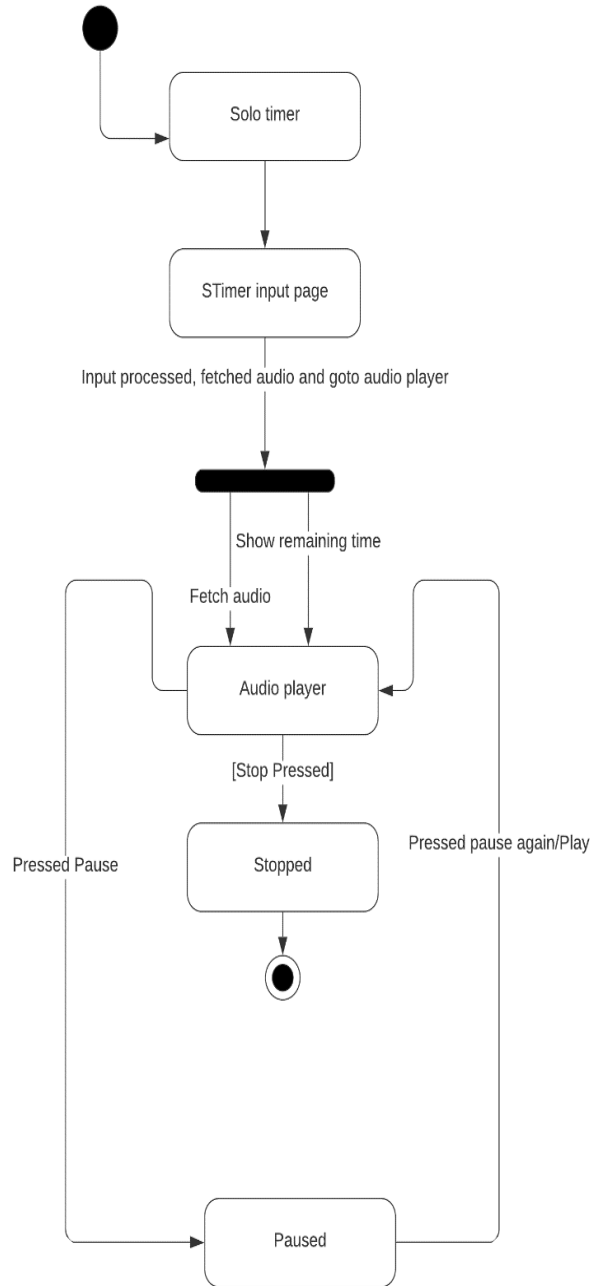 Solo timer
STimer input page
Input processed, fetched audio and goto audio player
Show remaining time
Fetch audio
Audio player
[Stop Pressed]
Pressed pause again/Play
Pressed Pause
Stopped
Paused